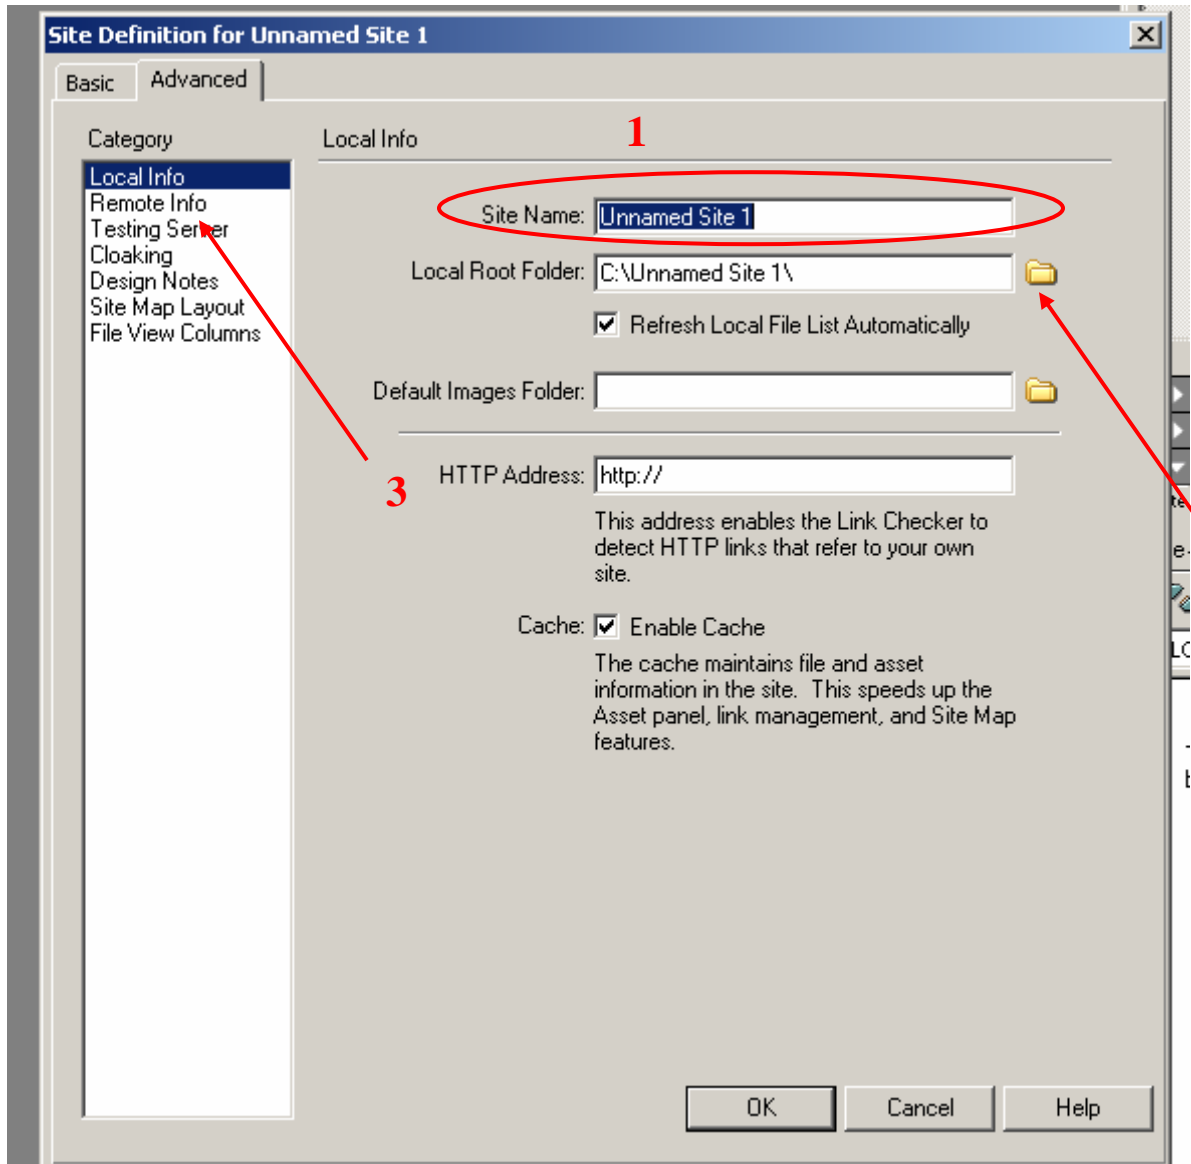 Site Definition for Unnamed Site 1
Basic
Advanced
Category
Local Info
1
Local Info
Remote Info
Testing Server
Cloaking
Design Notes
Site Map Layout
File View Columns
3
Site Name: Unnamed Site 1
Local Root Folder: C:\Unnamed Site 1\
Refresh Local File List Automatically
Default Images Folder:
HTTP Address: http://
This address enables the Link Checker to
detect HTTP links that refer to your own
site.
Cache: Enable Cache
The cache maintains file and asset
information in the site. This speeds up the
Asset panel, link management, and Site Map
features.
OK
Cancel
Help